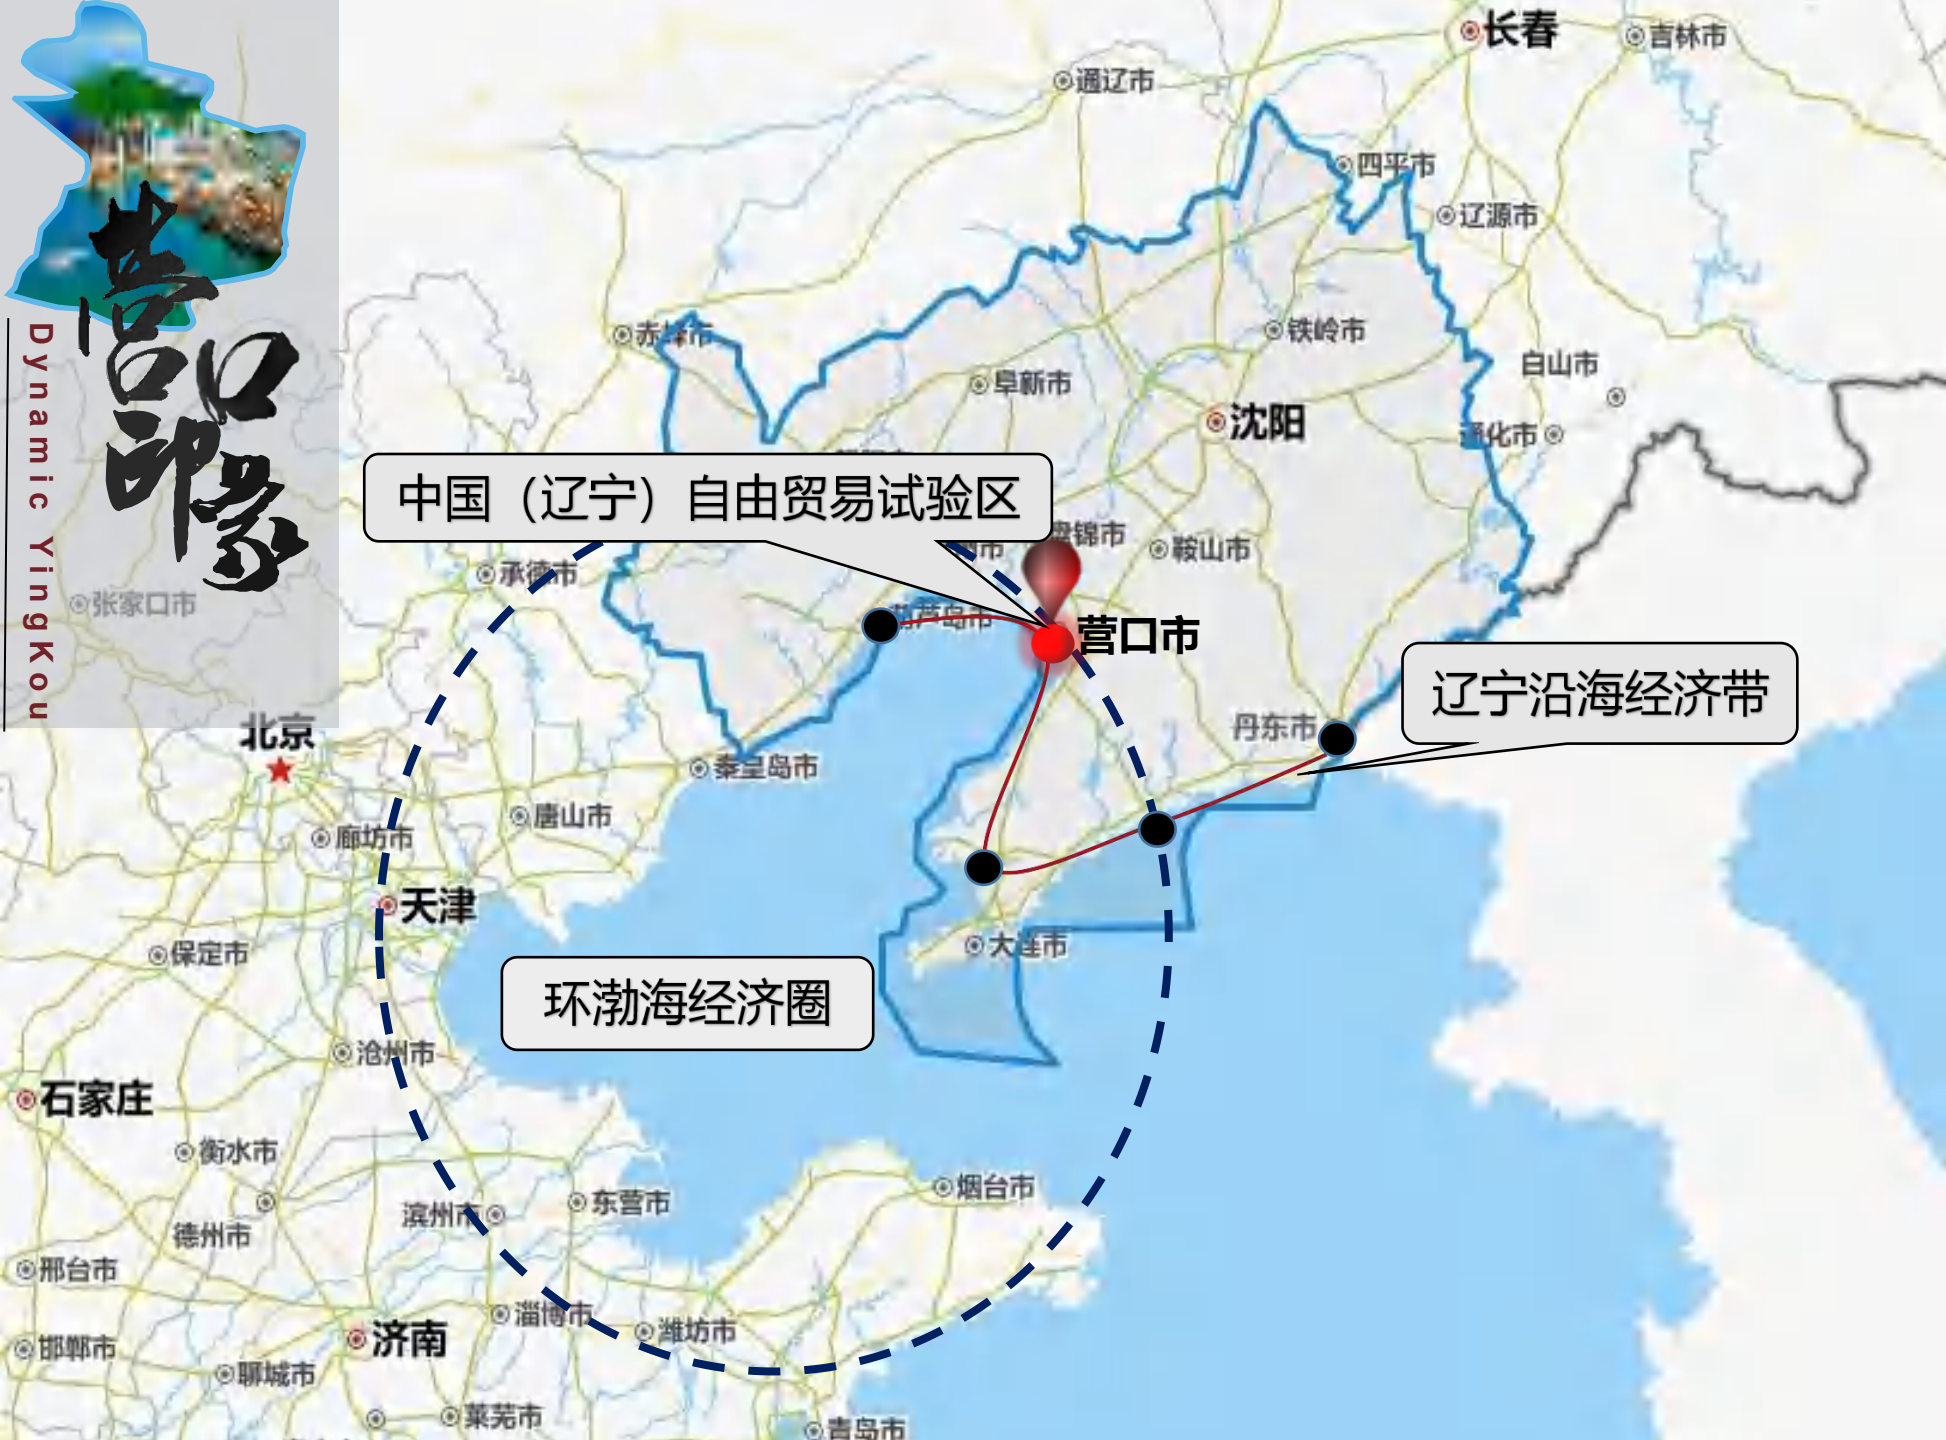 营口印象
Dynamic YingKou
长春
吉林市
通辽市
四平市
辽源市
赤峰市
铁岭市
阜新市
白山市
沈阳
通化市
中国（辽宁）自由贸易试验区
盘锦市
鞍山市
承德市
张家口市
葫芦岛市
营口市
辽宁沿海经济带
丹东市
北京
秦皇岛市
唐山市
廊坊市
天津
大连市
保定市
环渤海经济圈
沧州市
石家庄
衡水市
烟台市
东营市
滨州市
德州市
邢台市
淄博市
潍坊市
济南
邯郸市
聊城市
莱芜市
青岛市